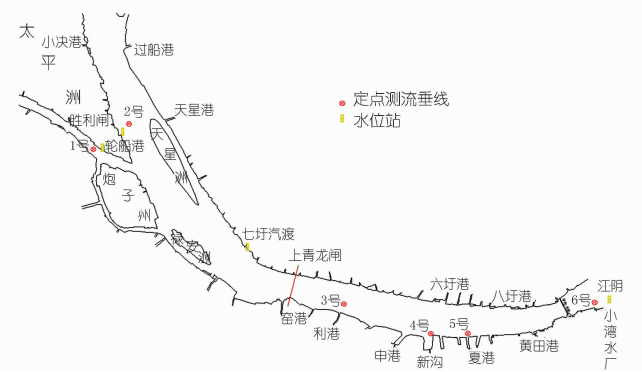 太平洲
小决港
过船港
定点测流垂线
水位站
天星港
2号
胜利闸
1号
轮船港
天星洲
炮子州
七圩汽渡
上青龙闸
六圩港
八圩港
江阴
3号
6号
小湾水厂
窑港
利港
4号
5号
黄田港
申港
新沟
夏港